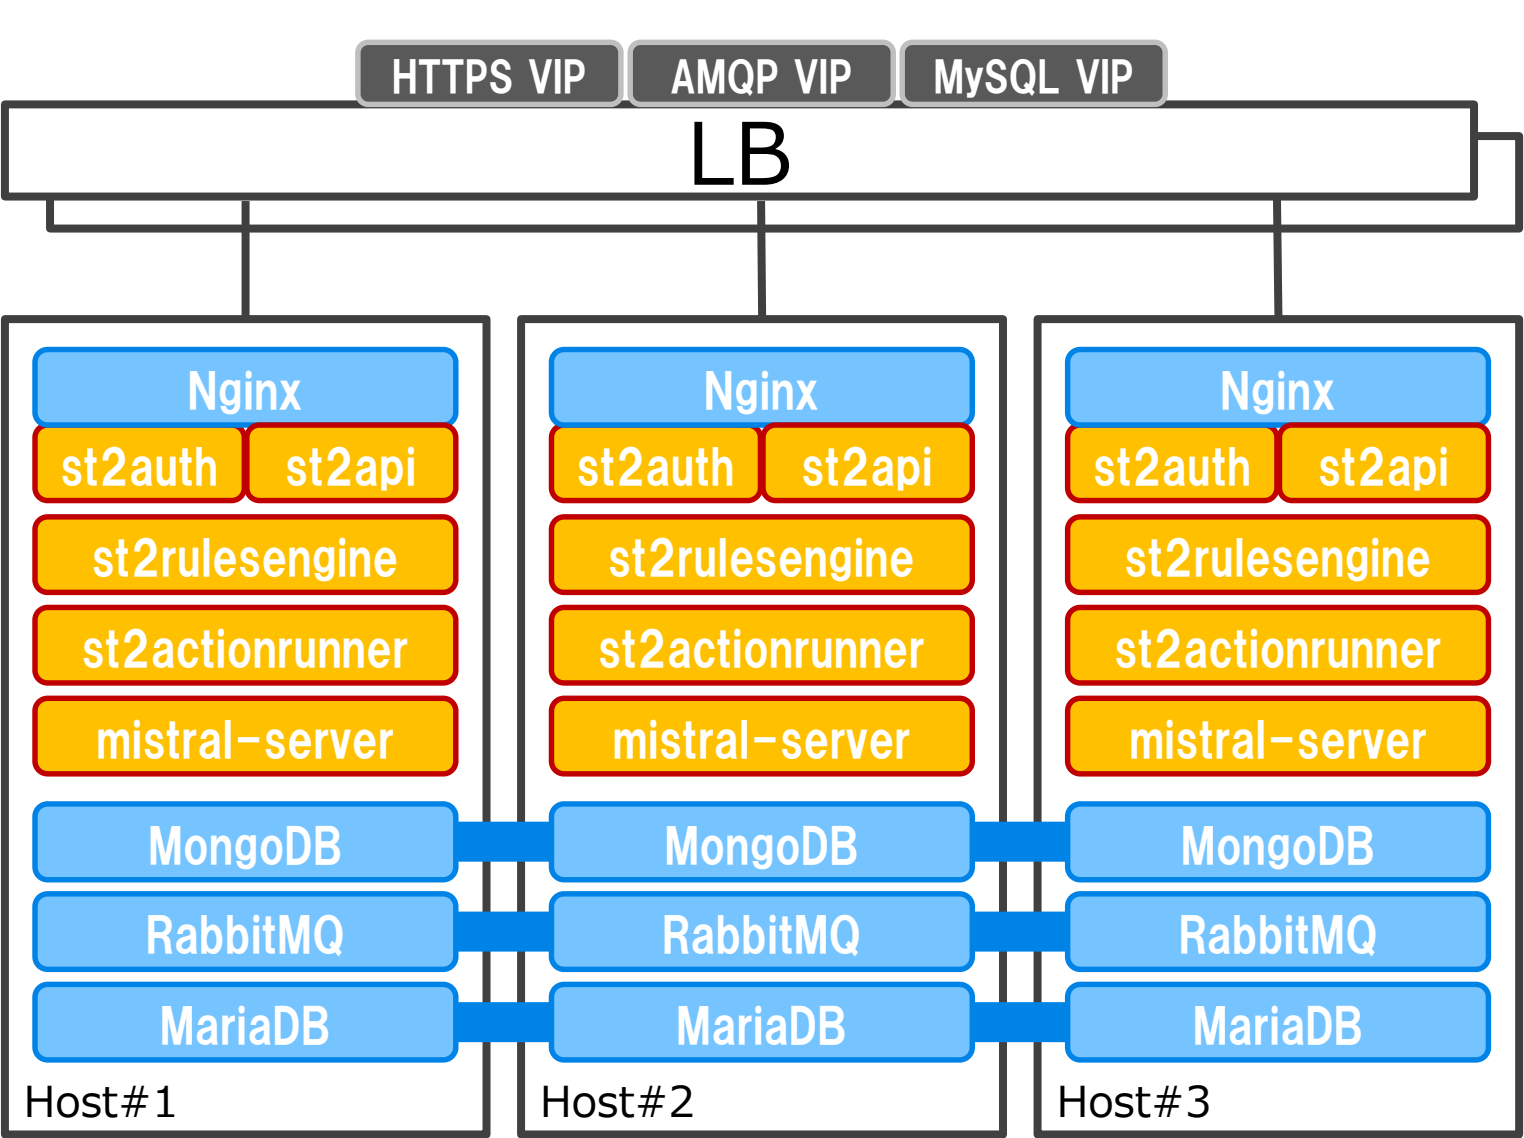 HTTPS VIP
AMQP VIP
MySQL VIP
LB
Nginx
st2auth
st2api
st2rulesengine
st2actionrunner
mistral-server
MongoDB
RabbitMQ
MariaDB
Host#1
Nginx
st2auth
st2api
st2rulesengine
st2actionrunner
mistral-server
MongoDB
RabbitMQ
MariaDB
Host#2
Nginx
st2auth
st2api
st2rulesengine
st2actionrunner
mistral-server
MongoDB
RabbitMQ
MariaDB
Host#3